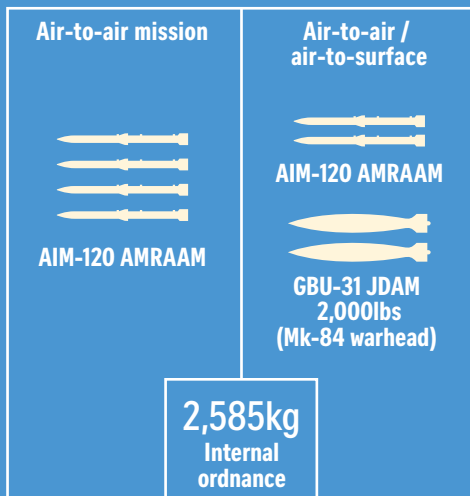 Air-to-air mission
AIM-120 AMRAAM
Air-to-air /
air-to-surface
AIM-120 AMRAAM
GBU-31 JDAM
2,000lbs
(Mk-84 warhead)
2,585kg
Internal
ordnance